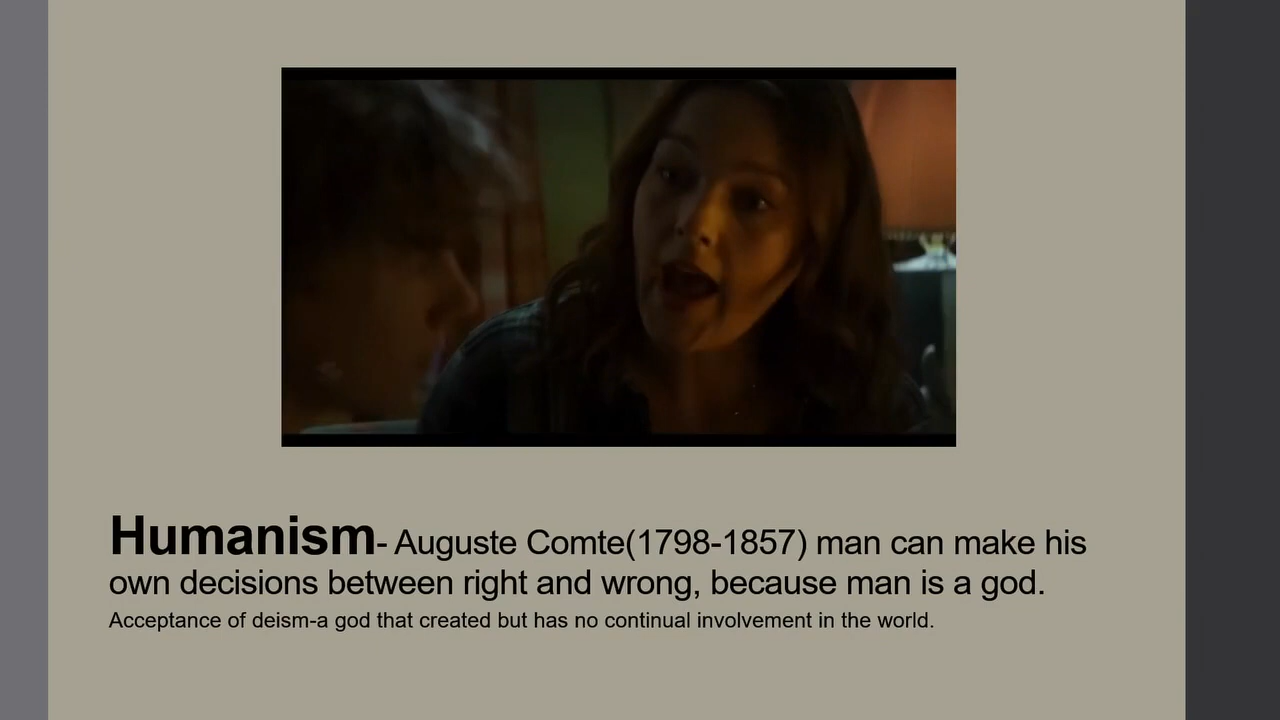 Humanism- Auguste Comte(1798-1857) man can make his
own decisions between right and wrong, because man is a god.
Acceptance of deism-a god that created but has no continual involvement in the world.